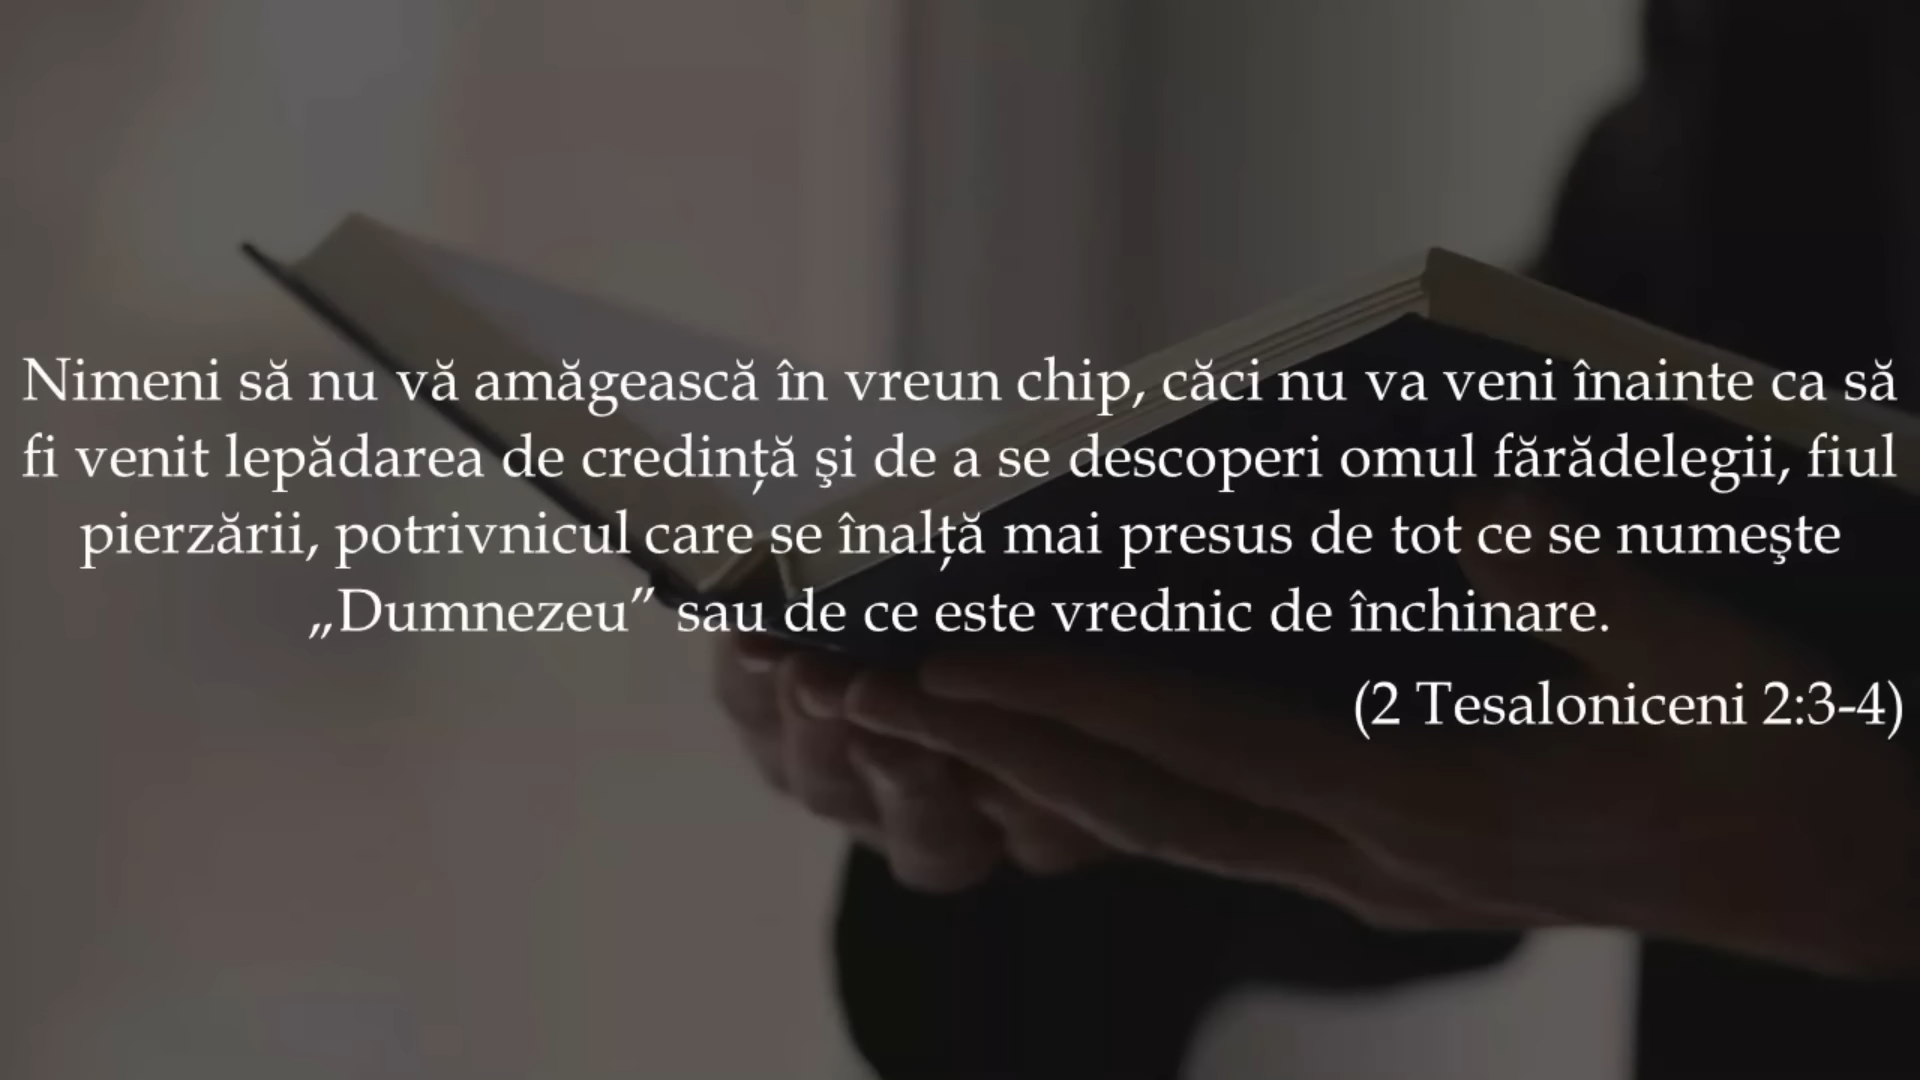 Nimeni să nu vă amăgească în vreun chip, căci nu va veni înainte ca să
fi venit lepădarea de credință şi de a se descoperi omul fărădelegii, fiul
pierzării, potrivnicul care se înalță mai presus de tot ce se numeşte
„Dumnezeu” sau de ce este vrednic de închinare.
(2 Tesaloniceni 2:3-4)